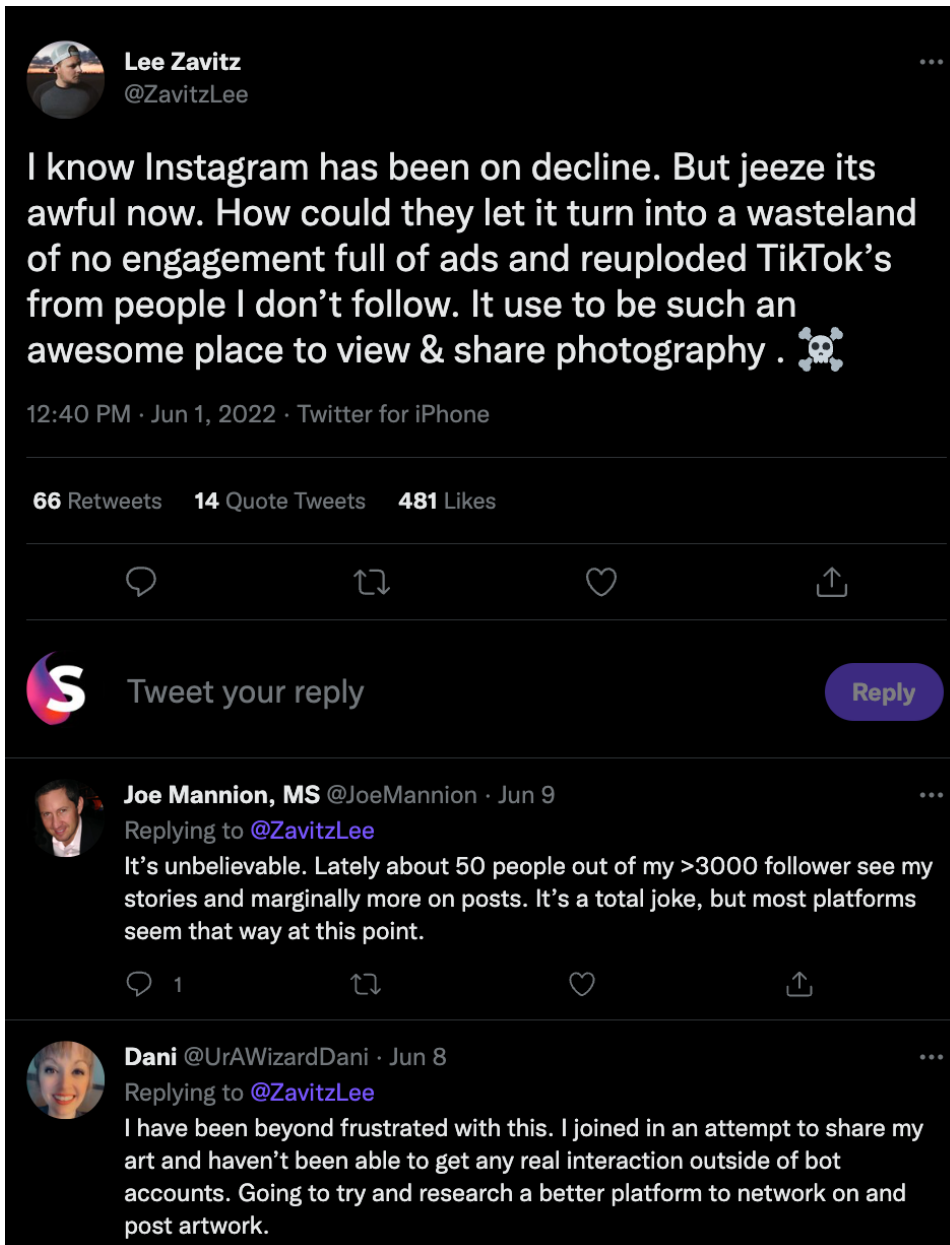 Lee Zavitz
@ZavitzLee
I know Instagram has been on decline. But jeeze its
awful now. How could they let it turn into a wasteland
of no engagement full of ads and reuploded TikTok’s
from people I don’t follow. It use to be such an
awesome place to view & share photography . ☠️
12:40 PM · Jun 1, 2022 · Twitter for iPhone
66 Retweets 14 Quote Tweets 481 Likes
S
Tweet your reply
Reply
Joe Mannion, MS @JoeMannion · Jun 9
Replying to @ZavitzLee
It’s unbelievable. Lately about 50 people out of my >3000 follower see my
stories and marginally more on posts. It’s a total joke, but most platforms
seem that way at this point.
1
Dani @UrAWizardDani · Jun 8
Replying to @ZavitzLee
I have been beyond frustrated with this. I joined in an attempt to share my
art and haven’t been able to get any real interaction outside of bot
accounts. Going to try and research a better platform to network on and
post artwork.